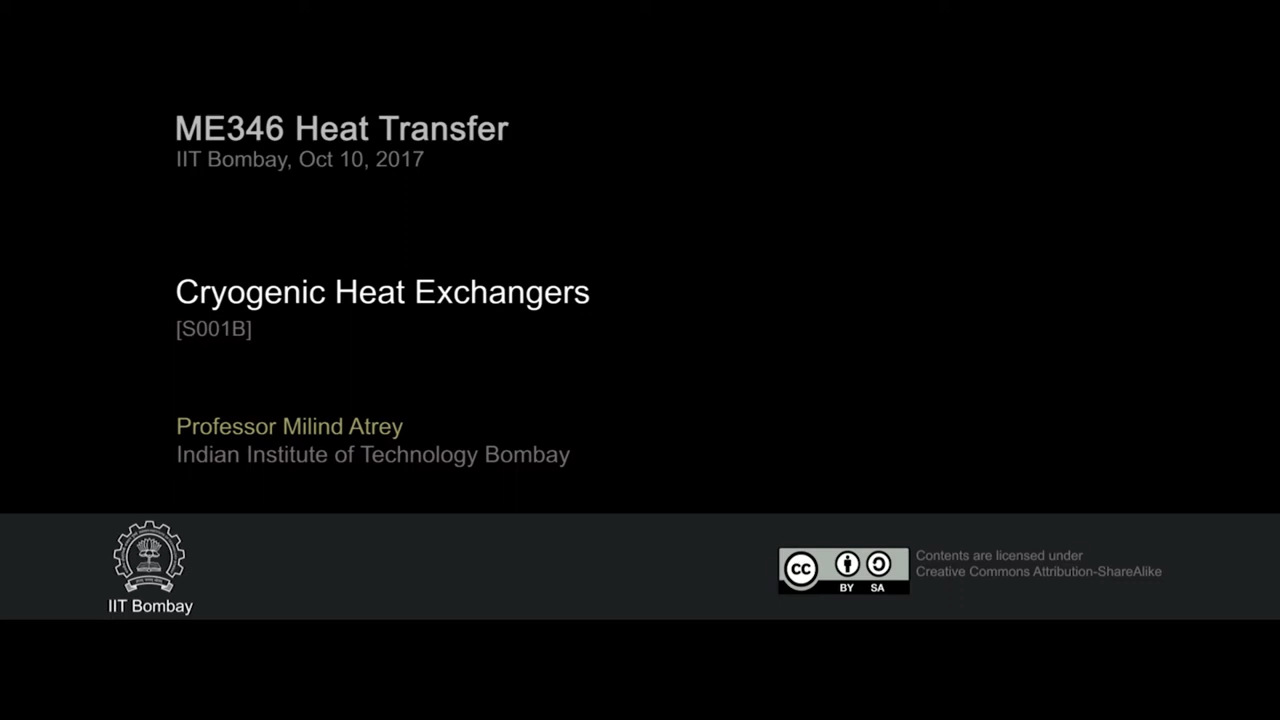 ME346 Heat Transfer
IIT Bombay, Oct 10, 2017
Cryogenic Heat Exchangers
[S001B]
Professor Milind Atrey
Indian Institute of Technology Bombay
IIT Bombay
cc
BY SA
Contents are licensed under
Creative Commons Attribution-ShareAlike